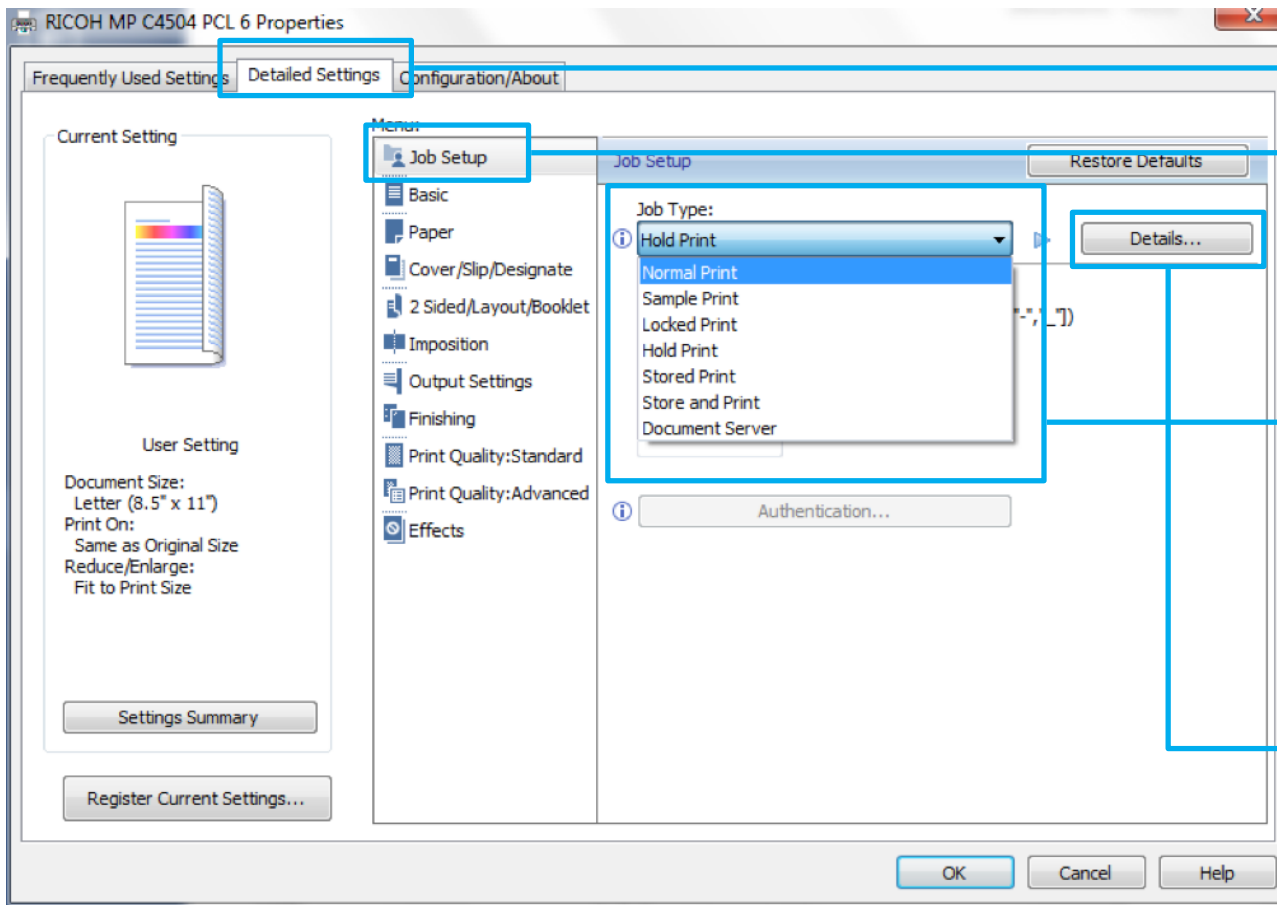 RICOH MP C4504 PCL 6 Properties
X
Frequently Used Settings
Detailed Settings
Configuration/About
Current Setting
User Setting
Document Size:
Letter (8.5" x 11")
Print On:
Same as Original Size
Reduce/Enlarge:
Fit to Print Size
Settings Summary
Register Current Settings...
Menu:
Job Setup
Basic
Paper
Cover/Slip/Designate
2 Sided/Layout/Booklet
Imposition
Output Settings
Finishing
Print Quality:Standard
Print Quality:Advanced
Effects
Job Setup
Restore Defaults
Job Type:
Hold Print
Details...
Normal Print
Sample Print
Locked Print
Hold Print
Stored Print
Store and Print
Document Server
"-","_"])
Authentication...
OK
Cancel
Help